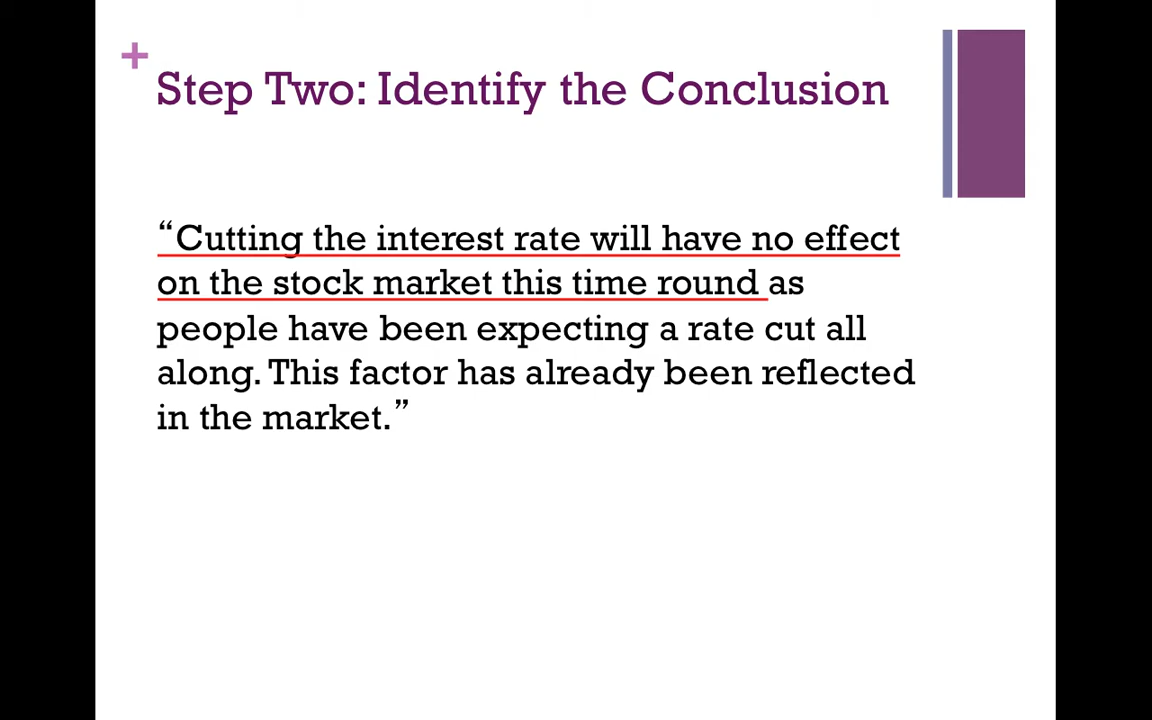 +
Step Two: Identify the Conclusion
“Cutting the interest rate will have no effect
on the stock market this time round as
people have been expecting a rate cut all
along. This factor has already been reflected
in the market.”